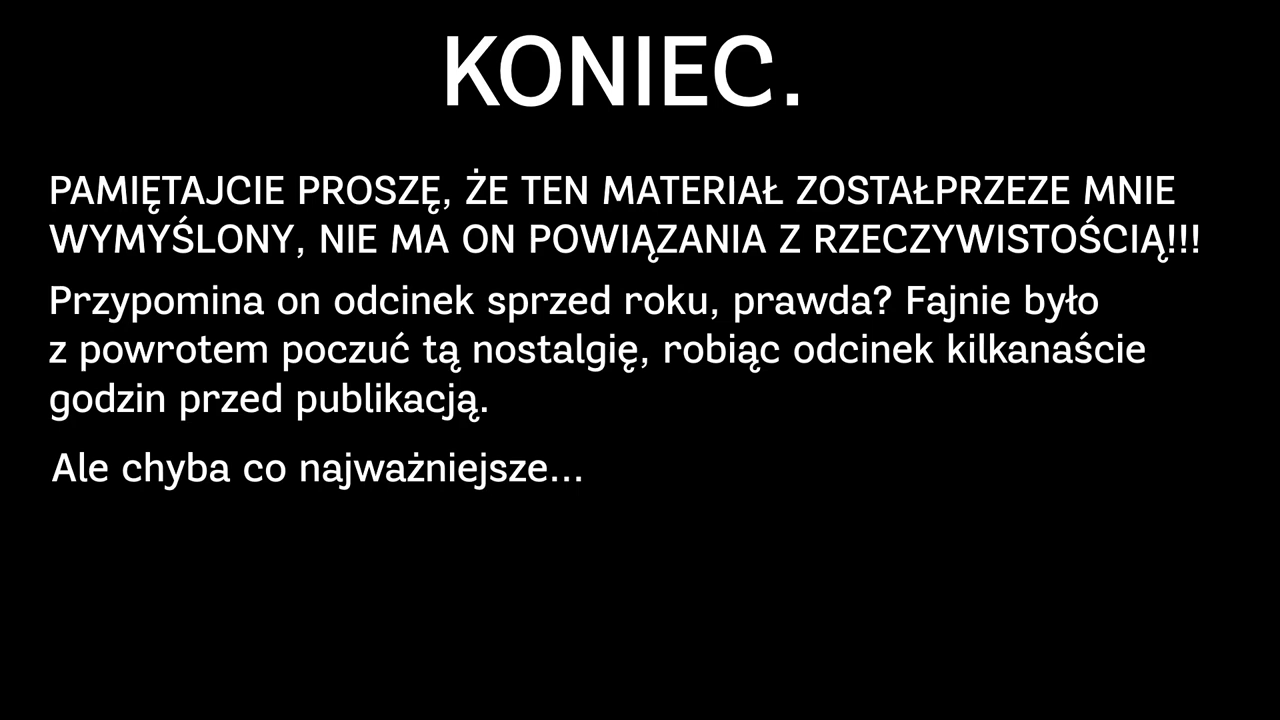 KONIEC.
PAMIĘTAJCIE PROSZĘ, ŻE TEN MATERIAŁ ZOSTAŁPRZEZE MNIE
WYMYŚLONY, NIE MA ON POWIĄZANIA Z RZECZYWISTOŚCIĄ!!!
Przypomina on odcinek sprzed roku, prawda? Fajnie było
z powrotem poczuć tą nostalgię, robiąc odcinek kilkanaście
godzin przed publikacją.
Ale chyba co najważniejsze...